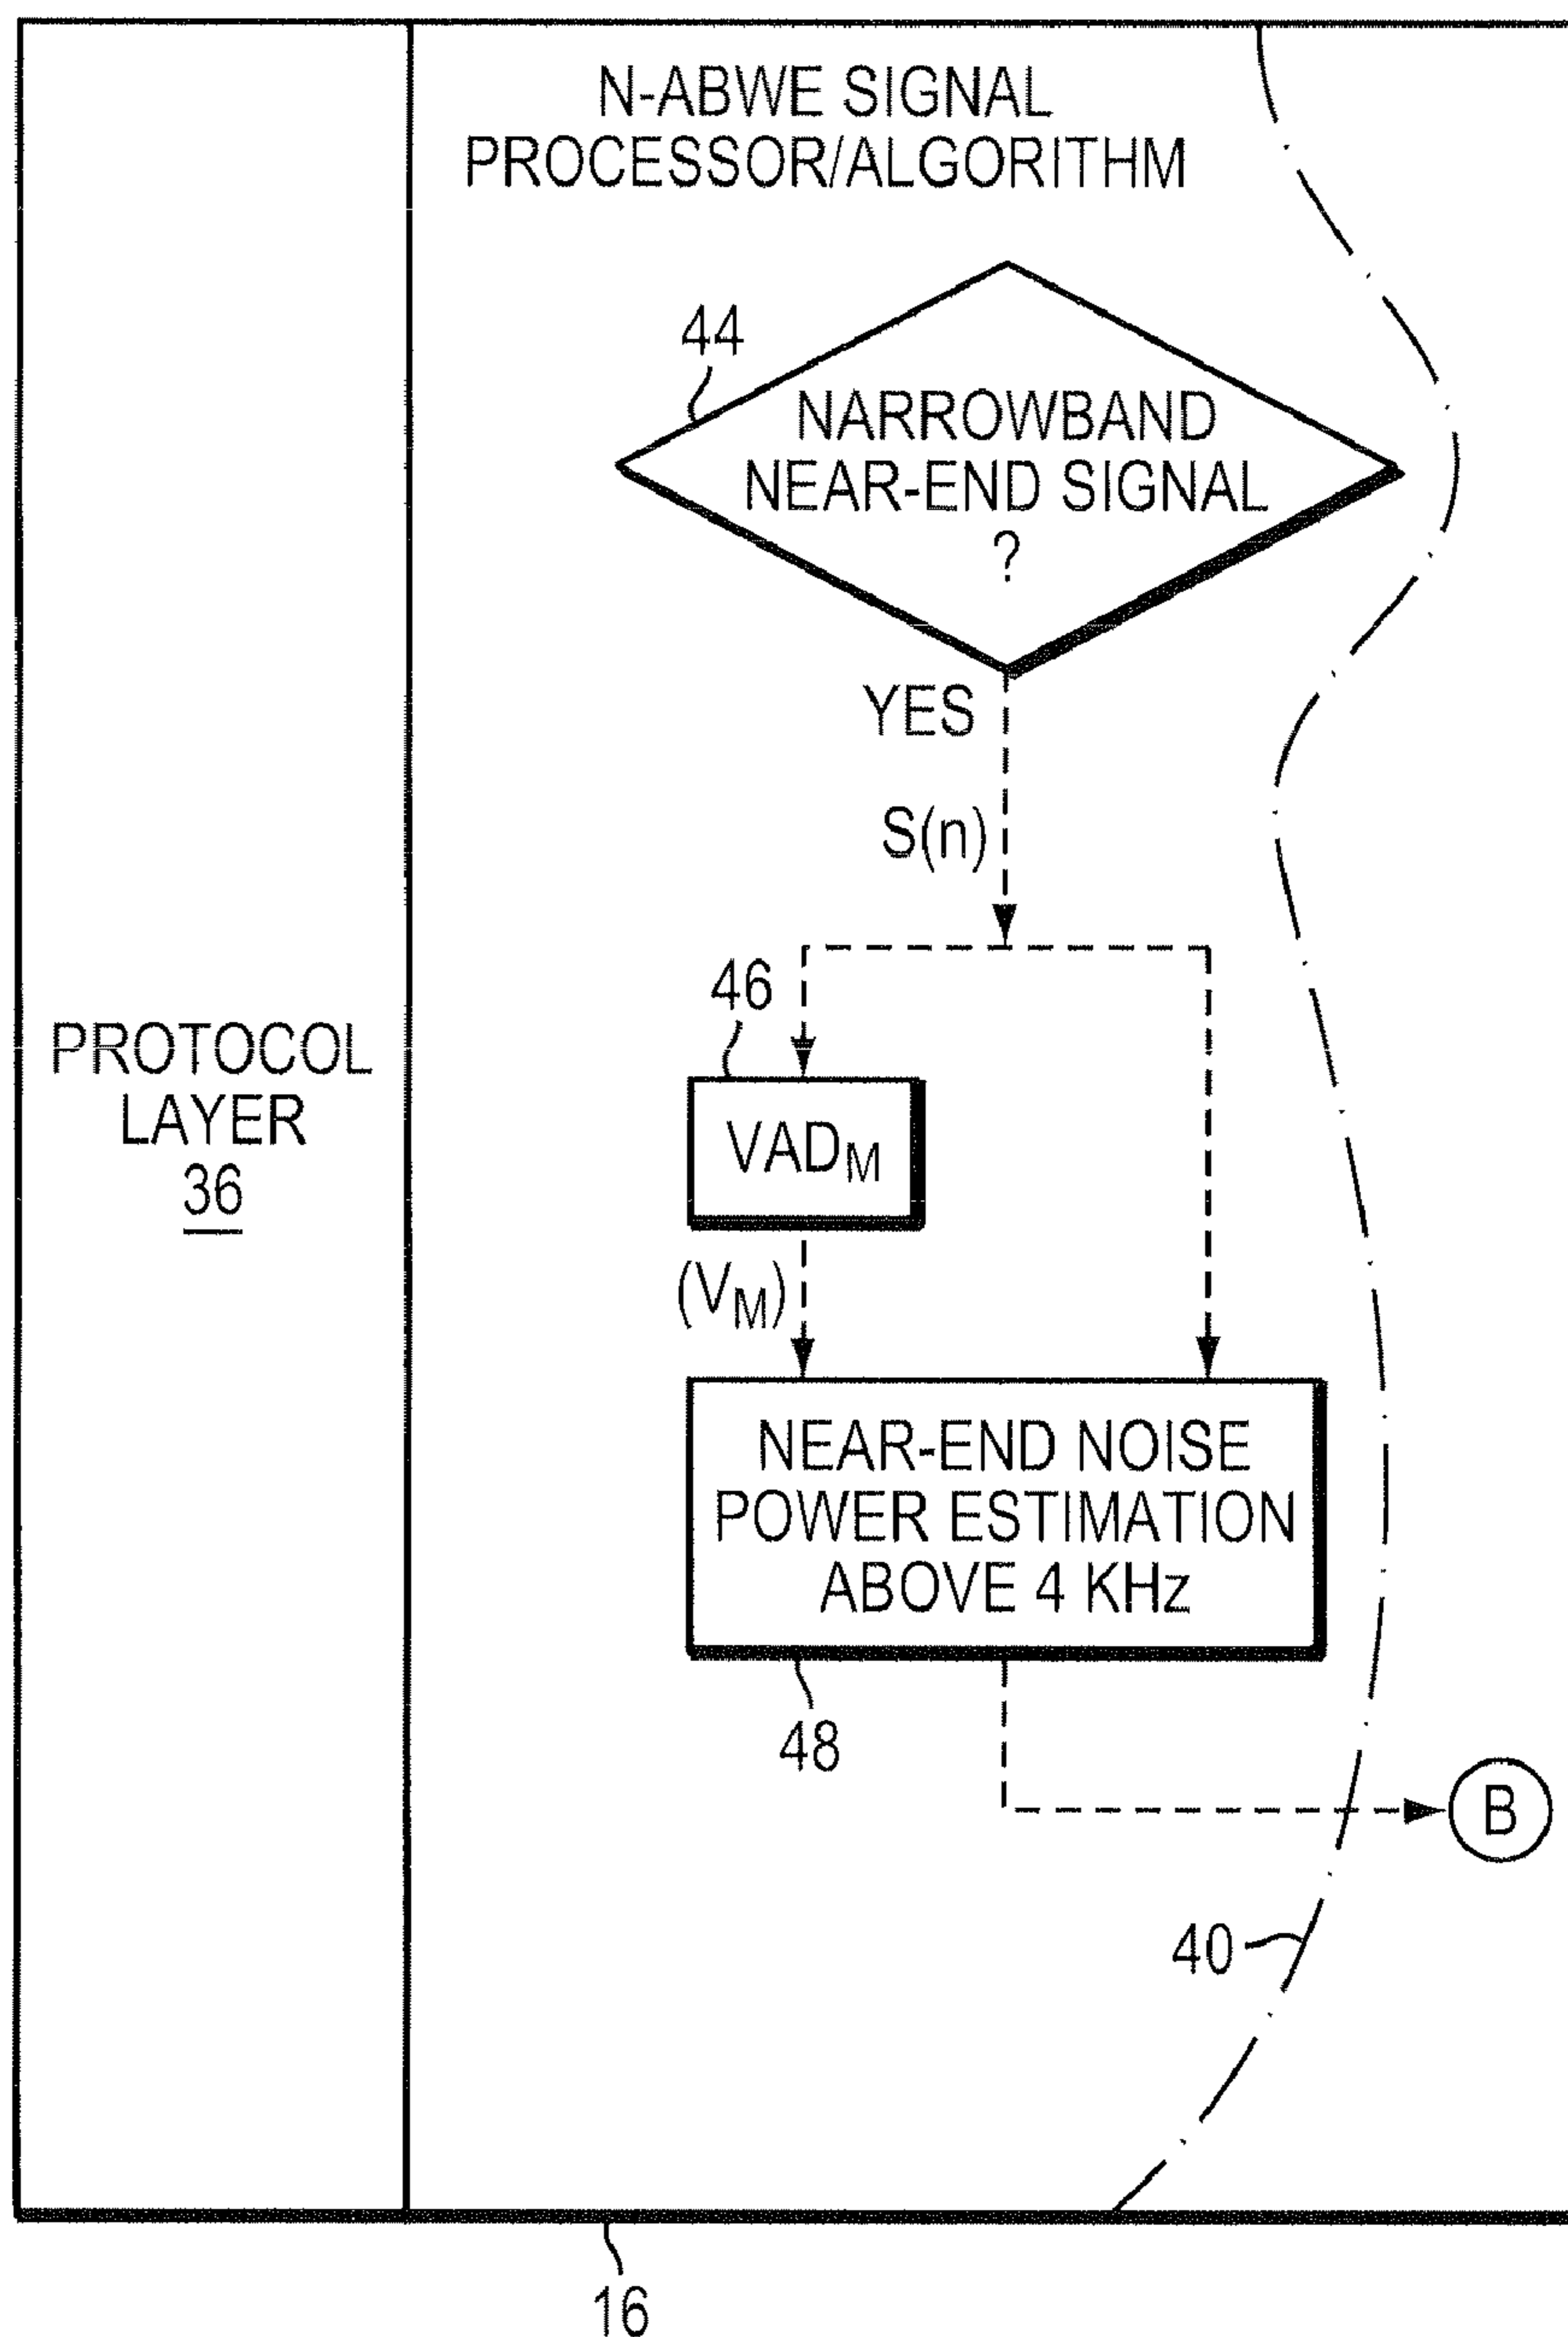 N-ABWE SIGNAL
PROCESSOR/ALGORITHM
44
NARROWBAND
NEAR-END SIGNAL
?
YES
S(n)
46
VADM
(VM)
PROTOCOL
LAYER
36
NEAR-END NOISE
POWER ESTIMATION
ABOVE 4 KHz
48
B
40
16